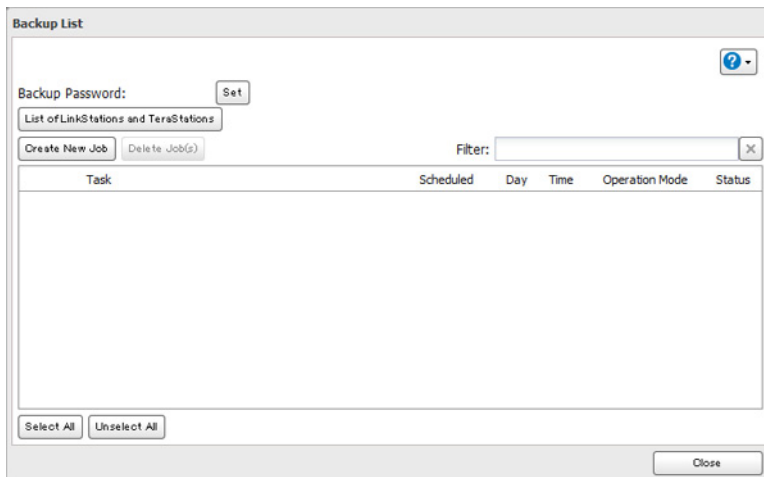 Backup List
?
Backup Password: Set
List of LinkStations and TeraStations
Create New Job Delete Job(s) Filter:
Task Scheduled Day Time Operation Mode Status
Select All Unselect All
Close